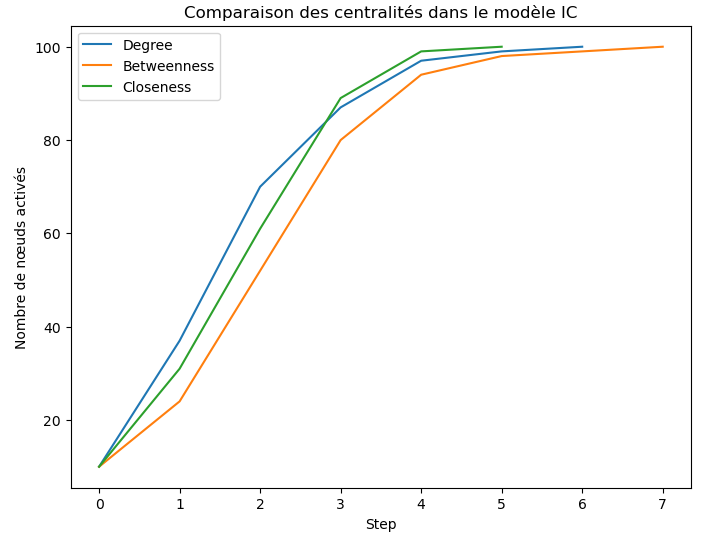 Comparaison des centralités dans le modèle IC
Degree
Betweenness
Closeness
Nombre de nœuds activés
100
80
60
40
20
0 1 2 3 4 5 6 7
Step